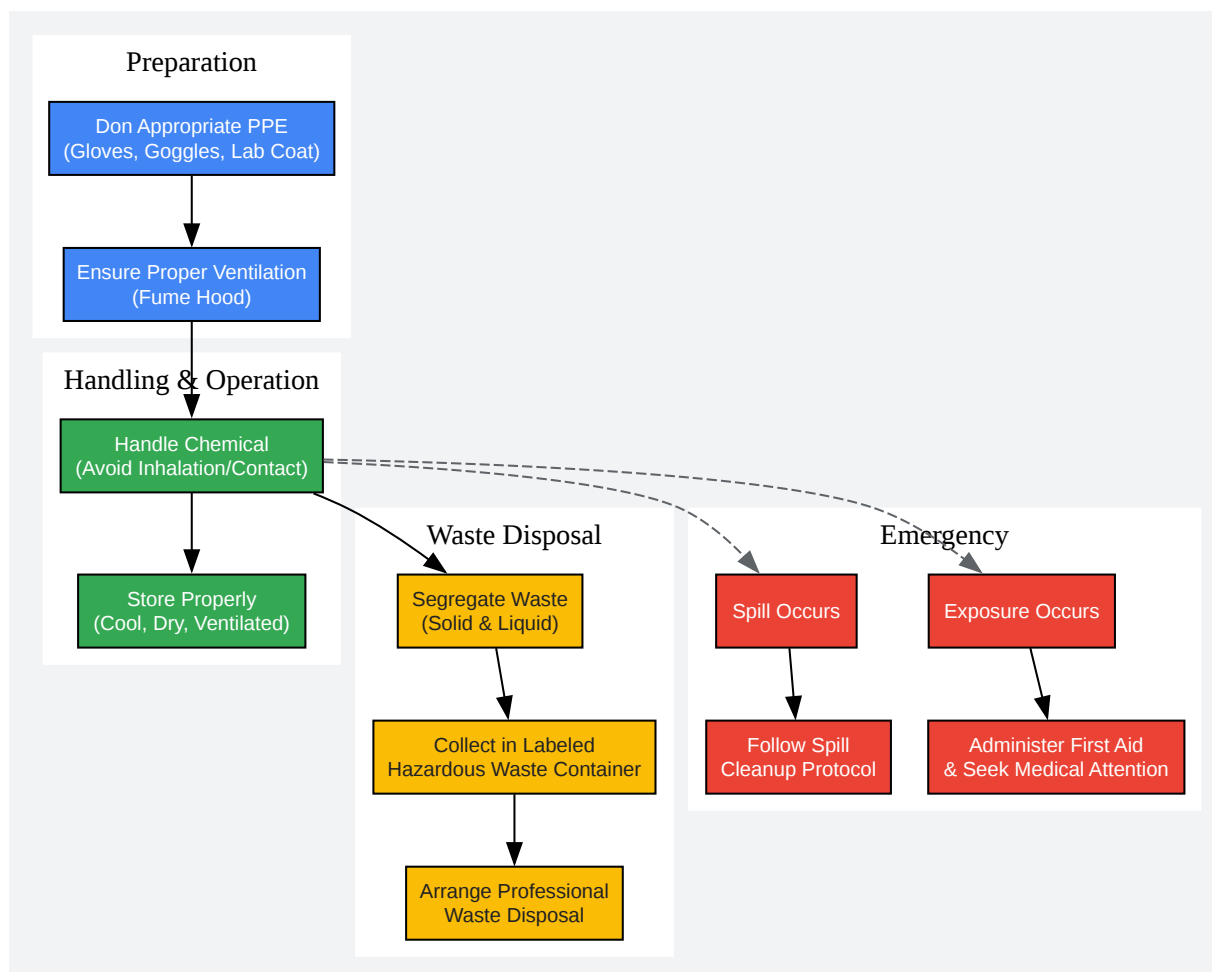 Preparation
Don Appropriate PPE
(Gloves, Goggles, Lab Coat)
Ensure Proper Ventilation
(Fume Hood)
Handling & Operation
Handle Chemical
(Avoid Inhalation/Contact)
Store Properly
(Cool, Dry, Ventilated)
Waste Disposal
Segregate Waste
(Solid & Liquid)
Collect in Labeled
Hazardous Waste Container
Arrange Professional
Waste Disposal
Emergency
Spill Occurs
Follow Spill
Cleanup Protocol
Exposure Occurs
Administer First Aid
& Seek Medical Attention